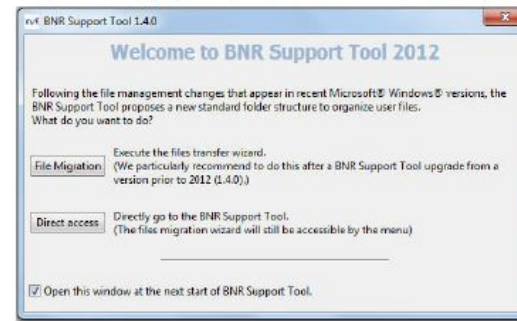 BNR Support Tool 1.4.0
Welcome to BNR Support Tool 2012
Following the file management changes that appear in recent Microsoft® Windows® versions, the
BNR Support Tool proposes a new standard folder structure to organize user files.
What do you want to do?
Execute the files transfer wizard.
File Migration
(We particularly recommend to do this after a BNR Support Tool upgrade from a
version prior to 2012 (1.4.0).)
Directly go to the BNR Support Tool.
Direct access
(The files migration wizard will still be accessible by the menu)
Open this window at the next start of BNR Support Tool.